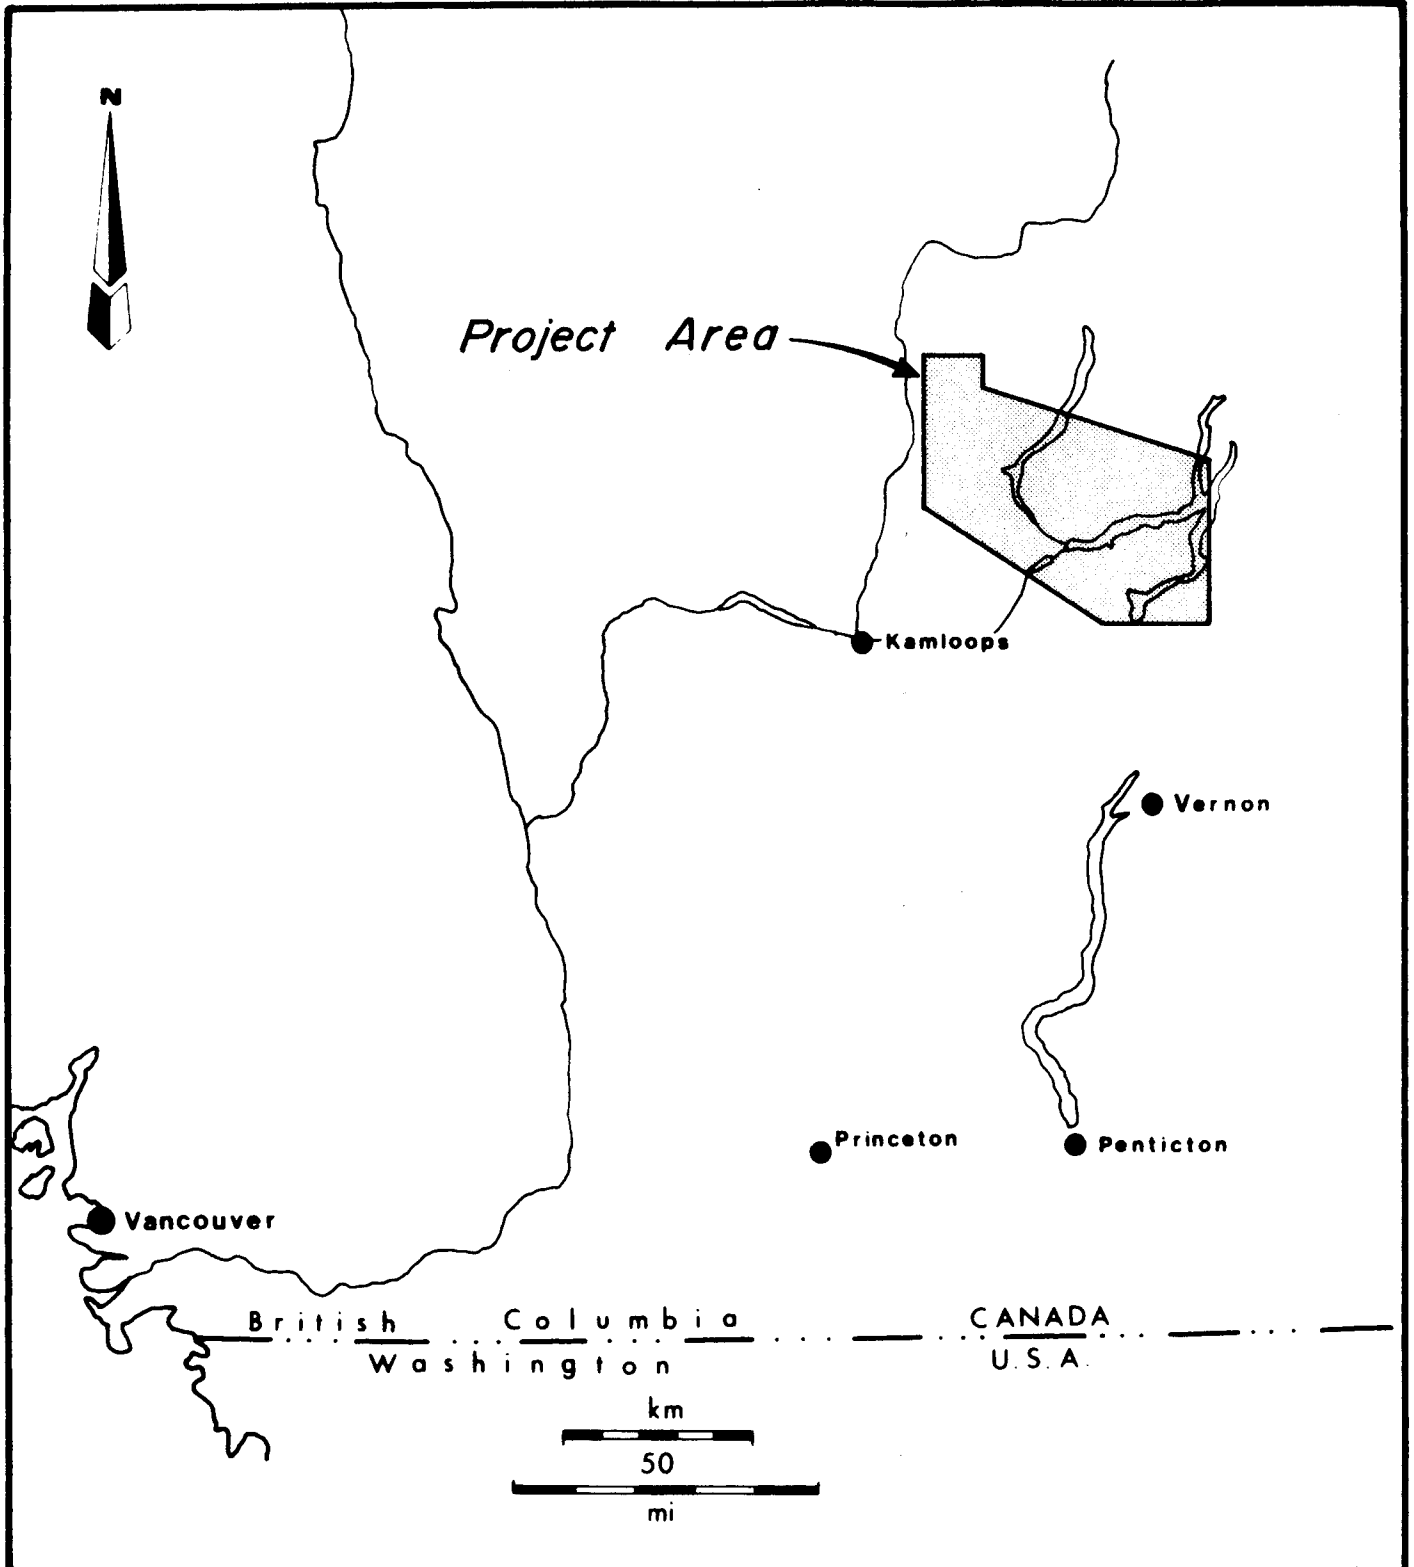 N
Project Area
Kamloops
Vernon
Princeton
Penticton
Vancouver
British Columbia
CANADA
Washington
U.S.A.
km
50
mi